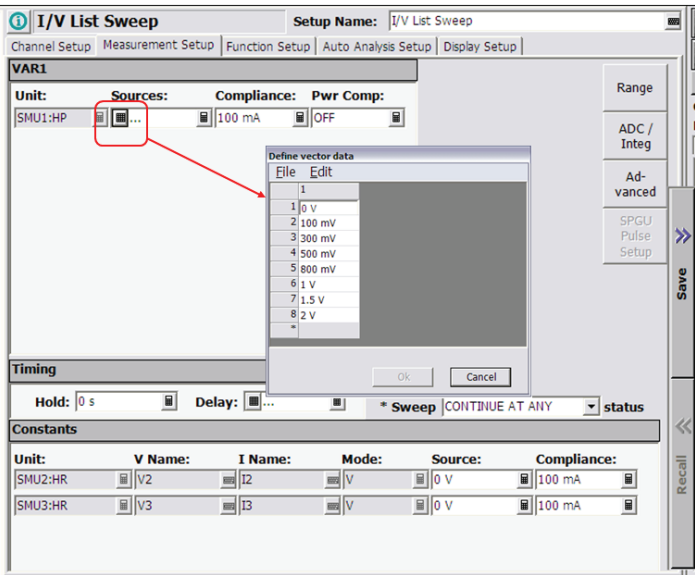 I/V List Sweep Setup Name: I/V List Sweep
Channel Setup Measurement Setup Function Setup Auto Analysis Setup Display Setup
VAR1
Unit: Sources: Compliance: Pwr Comp:
SMU1:HP ... 100 mA OFF
Range
ADC /
Integ
Ad-
vanced
SPGU
Pulse
Setup
Define vector data
File Edit
1
1 0 V
2 100 mV
3 300 mV
4 500 mV
5 800 mV
6 1 V
7 1.5 V
8 2 V
*
Ok Cancel
Save
Recall
Timing
Hold: 0 s Delay: ... * Sweep CONTINUE AT ANY status
Constants
Unit: V Name: I Name: Mode: Source: Compliance:
SMU2:HR V2 I2 V 0 V 100 mA
SMU3:HR V3 I3 V 0 V 100 mA